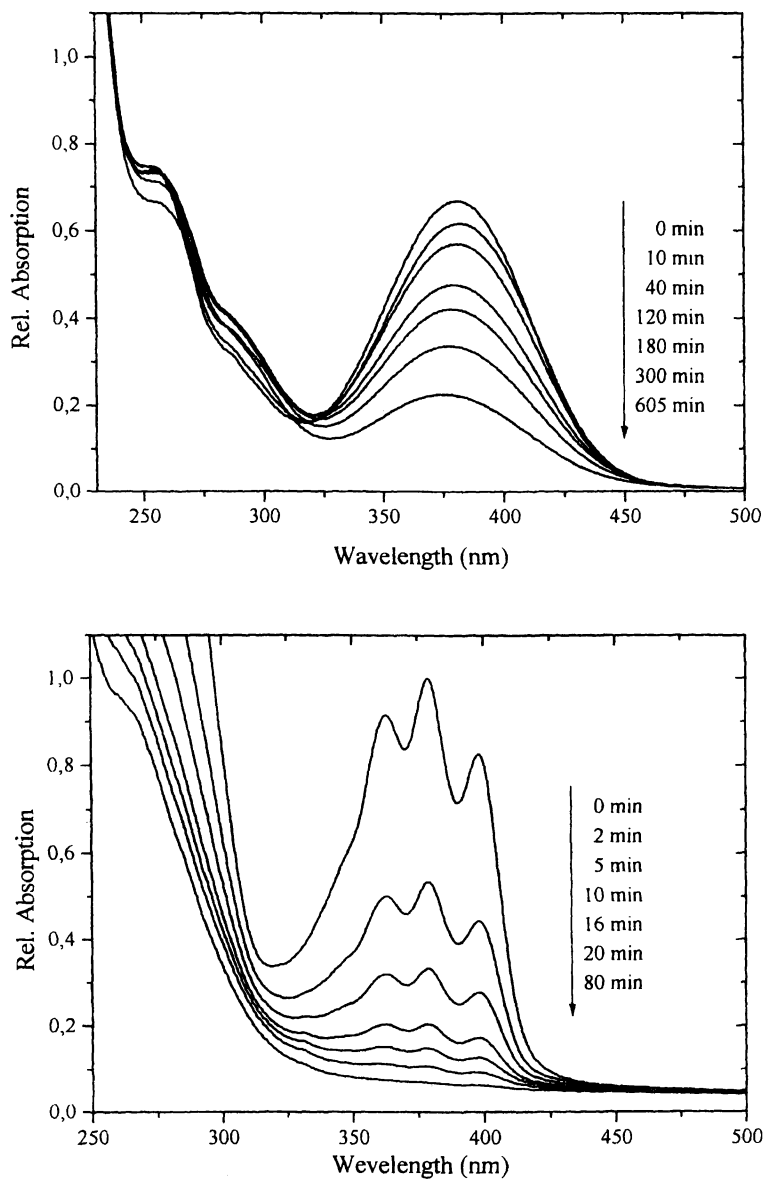 1,0
0,8
0,6
0,4
0,2
0,0
Rel. Absorption
0 min
10 min
40 min
120 min
180 min
300 min
605 min
250
300
350
400
450
500
Wavelength (nm)
1,0
0,8
0,6
0,4
0,2
0,0
Rel. Absorption
0 min
2 min
5 min
10 min
16 min
20 min
80 min
250
300
350
400
450
500
Wevelength (nm)